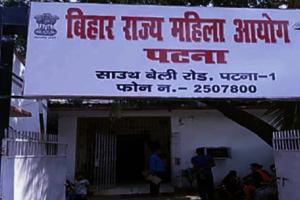 बिहार राज्य महिला आयोग
पटना
साउथ बेली रोड, पटना-1
फोन न.- 2507800